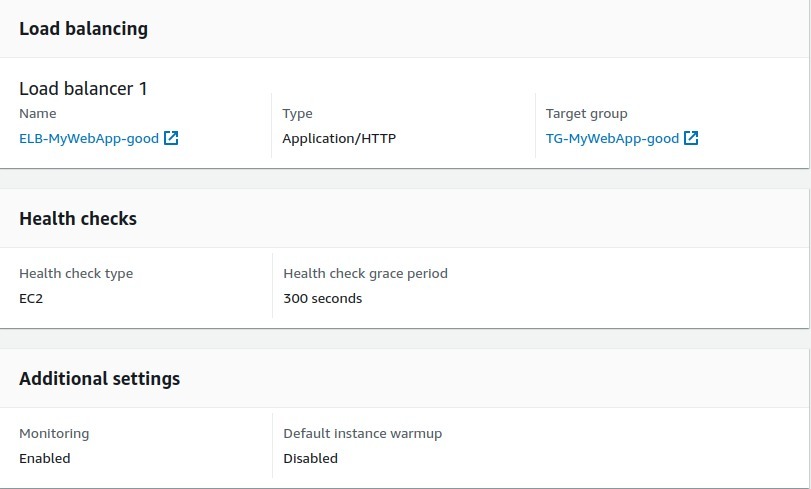 Load balancing
Load balancer 1
Name Type Target group
ELB-MyWebApp-good Application/HTTP TG-MyWebApp-good
Health checks
Health check type Health check grace period
EC2 300 seconds
Additional settings
Monitoring Default instance warmup
Enabled Disabled